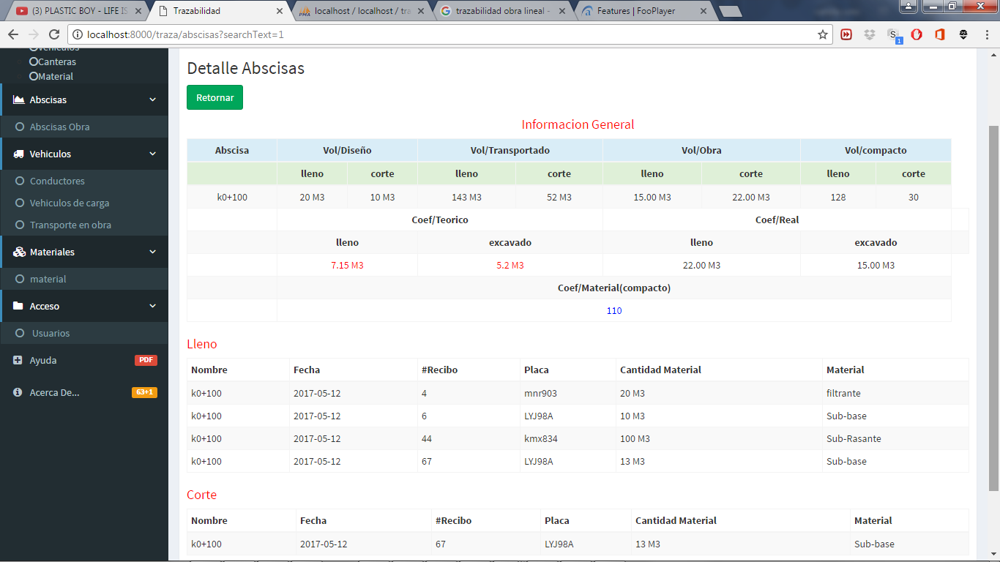 (3) PLASTIC BOY - LIFE IS
Trazabilidad
localhost / localhost / tra
trazabilidad obra lineal -
Features | FooPlayer
localhost:8000/traza/abscisas?searchText=1
Vehiculos
Canteras
Material
Abscisas
Abscisas Obra
Vehiculos
Conductores
Vehiculos de carga
Transporte en obra
Materiales
material
Acceso
Usuarios
Ayuda PDF
Acerca De... 63+1
Detalle Abscisas
Retornar
Informacion General
Abscisa Vol/Diseño Vol/Transportado Vol/Obra Vol/compacto
lleno corte lleno corte lleno corte lleno corte
k0+100 20 M3 10 M3 143 M3 52 M3 15.00 M3 22.00 M3 128 30
Coef/Teorico Coef/Real
lleno excavado lleno excavado
7.15 M3 5.2 M3 22.00 M3 15.00 M3
Coef/Material(compacto)
110
Lleno
Nombre Fecha #Recibo Placa Cantidad Material Material
k0+100 2017-05-12 4 mnr903 20 M3 filtrante
k0+100 2017-05-12 6 LYJ98A 10 M3 Sub-base
k0+100 2017-05-12 44 kmx834 100 M3 Sub-Rasante
k0+100 2017-05-12 67 LYJ98A 13 M3 Sub-base
Corte
Nombre Fecha #Recibo Placa Cantidad Material Material
k0+100 2017-05-12 67 LYJ98A 13 M3 Sub-base